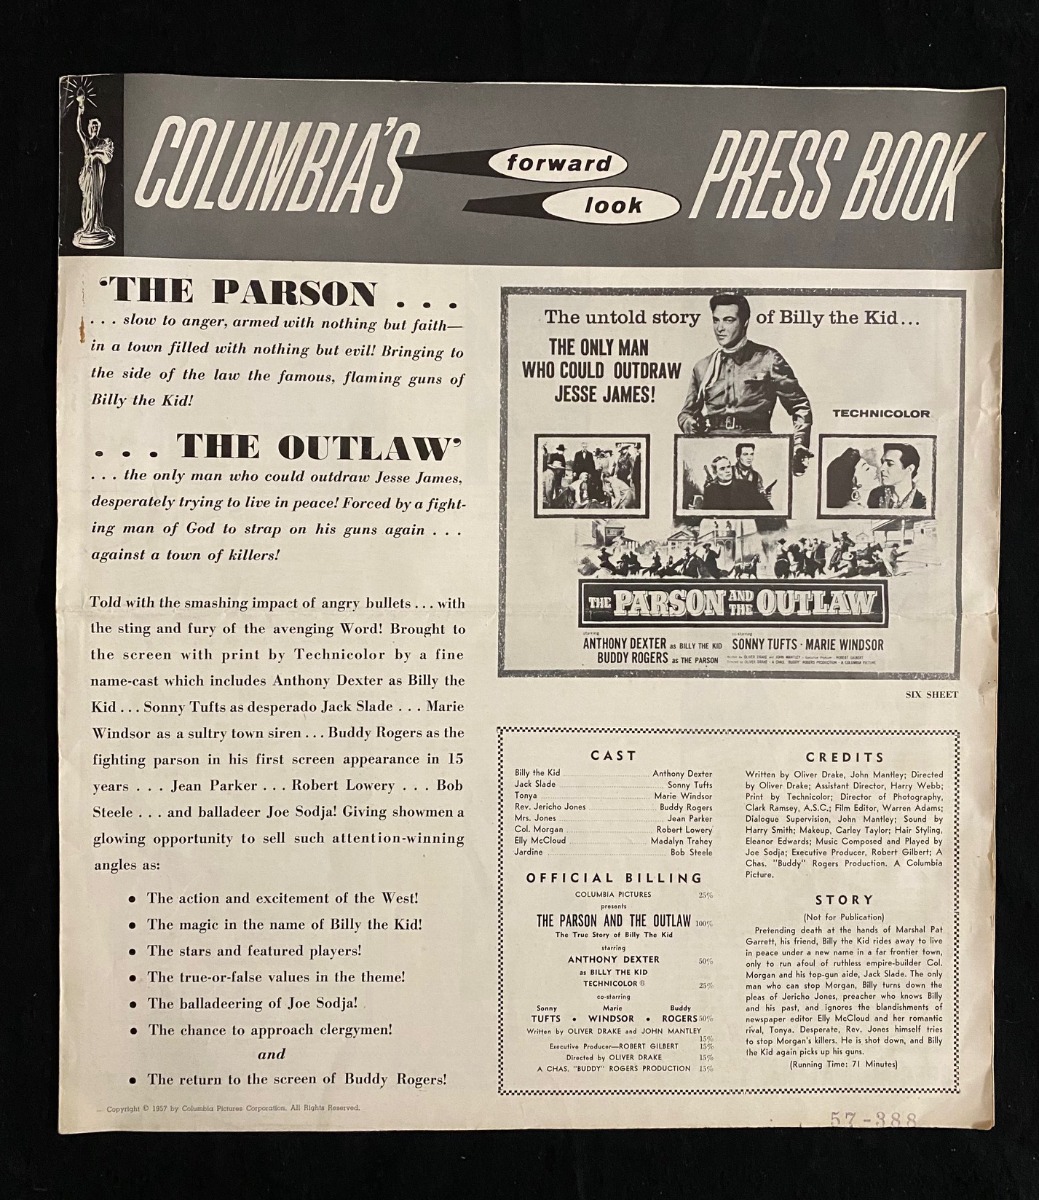 COLUMBIA'S forward look PRESS BOOK
'THE PARSON . . .
. . . slow to anger, armed with nothing but faith—
in a town filled with nothing but evil! Bringing to
the side of the law the famous, flaming guns of
Billy the Kid!
. . . THE OUTLAW'
. . . the only man who could outdraw Jesse James,
desperately trying to live in peace! Forced by a fight-
ing man of God to strap on his guns again . . .
against a town of killers!
Told with the smashing impact of angry bullets . . . with
the sting and fury of the avenging Word! Brought to
the screen with print by Technicolor by a fine
name-cast which includes Anthony Dexter as Billy the
Kid . . . Sonny Tufts as desperado Jack Slade . . . Marie
Windsor as a sultry town siren . . . Buddy Rogers as the
fighting parson in his first screen appearance in 15
years . . . Jean Parker . . . Robert Lowery . . . Bob
Steele . . . and balladeer Joe Sodja! Giving showmen a
glowing opportunity to sell such attention-winning
angles as:
● The action and excitement of the West!
● The magic in the name of Billy the Kid!
● The stars and featured players!
● The true-or-false values in the theme!
● The balladeering of Joe Sodja!
● The chance to approach clergymen!
and
● The return to the screen of Buddy Rogers!
Copyright © 1957 by Columbia Pictures Corporation. All Rights Reserved.
The untold story of Billy the Kid...
THE ONLY MAN
WHO COULD OUTDRAW
JESSE JAMES!
TECHNICOLOR
THE PARSON AND THE OUTLAW
starring co-starring
ANTHONY DEXTER as BILLY THE KID SONNY TUFTS · MARIE WINDSOR
BUDDY ROGERS as THE PARSON
Written by OLIVER DRAKE and JOHN MANTLEY · Executive Producer · ROBERT GILBERT
Directed by OLIVER DRAKE · A CHAS. "BUDDY" ROGERS PRODUCTION · A COLUMBIA PICTURE
SIX SHEET
CAST
Billy the Kid Anthony Dexter
Jack Slade Sonny Tufts
Tonya Marie Windsor
Rev. Jericho Jones Buddy Rogers
Mrs. Jones Jean Parker
Col. Morgan Robert Lowery
Elly McCloud Madalyn Trahey
Jardine Bob Steele
OFFICIAL BILLING
COLUMBIA PICTURES 25%
presents
THE PARSON AND THE OUTLAW 100%
The True Story of Billy The Kid
starring
ANTHONY DEXTER 50%
as BILLY THE KID
TECHNICOLOR ® 25%
co-starring
Sonny Marie Buddy
TUFTS • WINDSOR • ROGERS 50%
Written by OLIVER DRAKE and JOHN MANTLEY
15%
Executive Producer—ROBERT GILBERT 15%
Directed by OLIVER DRAKE 15%
A CHAS. "BUDDY" ROGERS PRODUCTION 15%
CREDITS
Written by Oliver Drake, John Mantley; Directed
by Oliver Drake; Assistant Director, Harry Webb;
Print by Technicolor; Director of Photography,
Clark Ramsey, A.S.C.; Film Editor, Warren Adams;
Dialogue Supervision, John Mantley; Sound by
Harry Smith; Makeup, Carley Taylor; Hair Styling,
Eleanor Edwards; Music Composed and Played by
Joe Sodja; Executive Producer, Robert Gilbert; A
Chas. "Buddy" Rogers Production. A Columbia
Picture.
STORY
(Not for Publication)
Pretending death at the hands of Marshal Pat
Garrett, his friend, Billy the Kid rides away to live
in peace under a new name in a far frontier town,
only to run afoul of ruthless empire-builder Col.
Morgan and his top-gun aide, Jack Slade. The only
man who can stop Morgan, Billy turns down the
pleas of Jericho Jones, preacher who knows Billy
and his past, and ignores the blandishments of
newspaper editor Elly McCloud and her romantic
rival, Tonya. Desperate, Rev. Jones himself tries
to stop Morgan's killers. He is shot down, and Billy
the Kid again picks up his guns.
(Running Time: 71 Minutes)
57-388